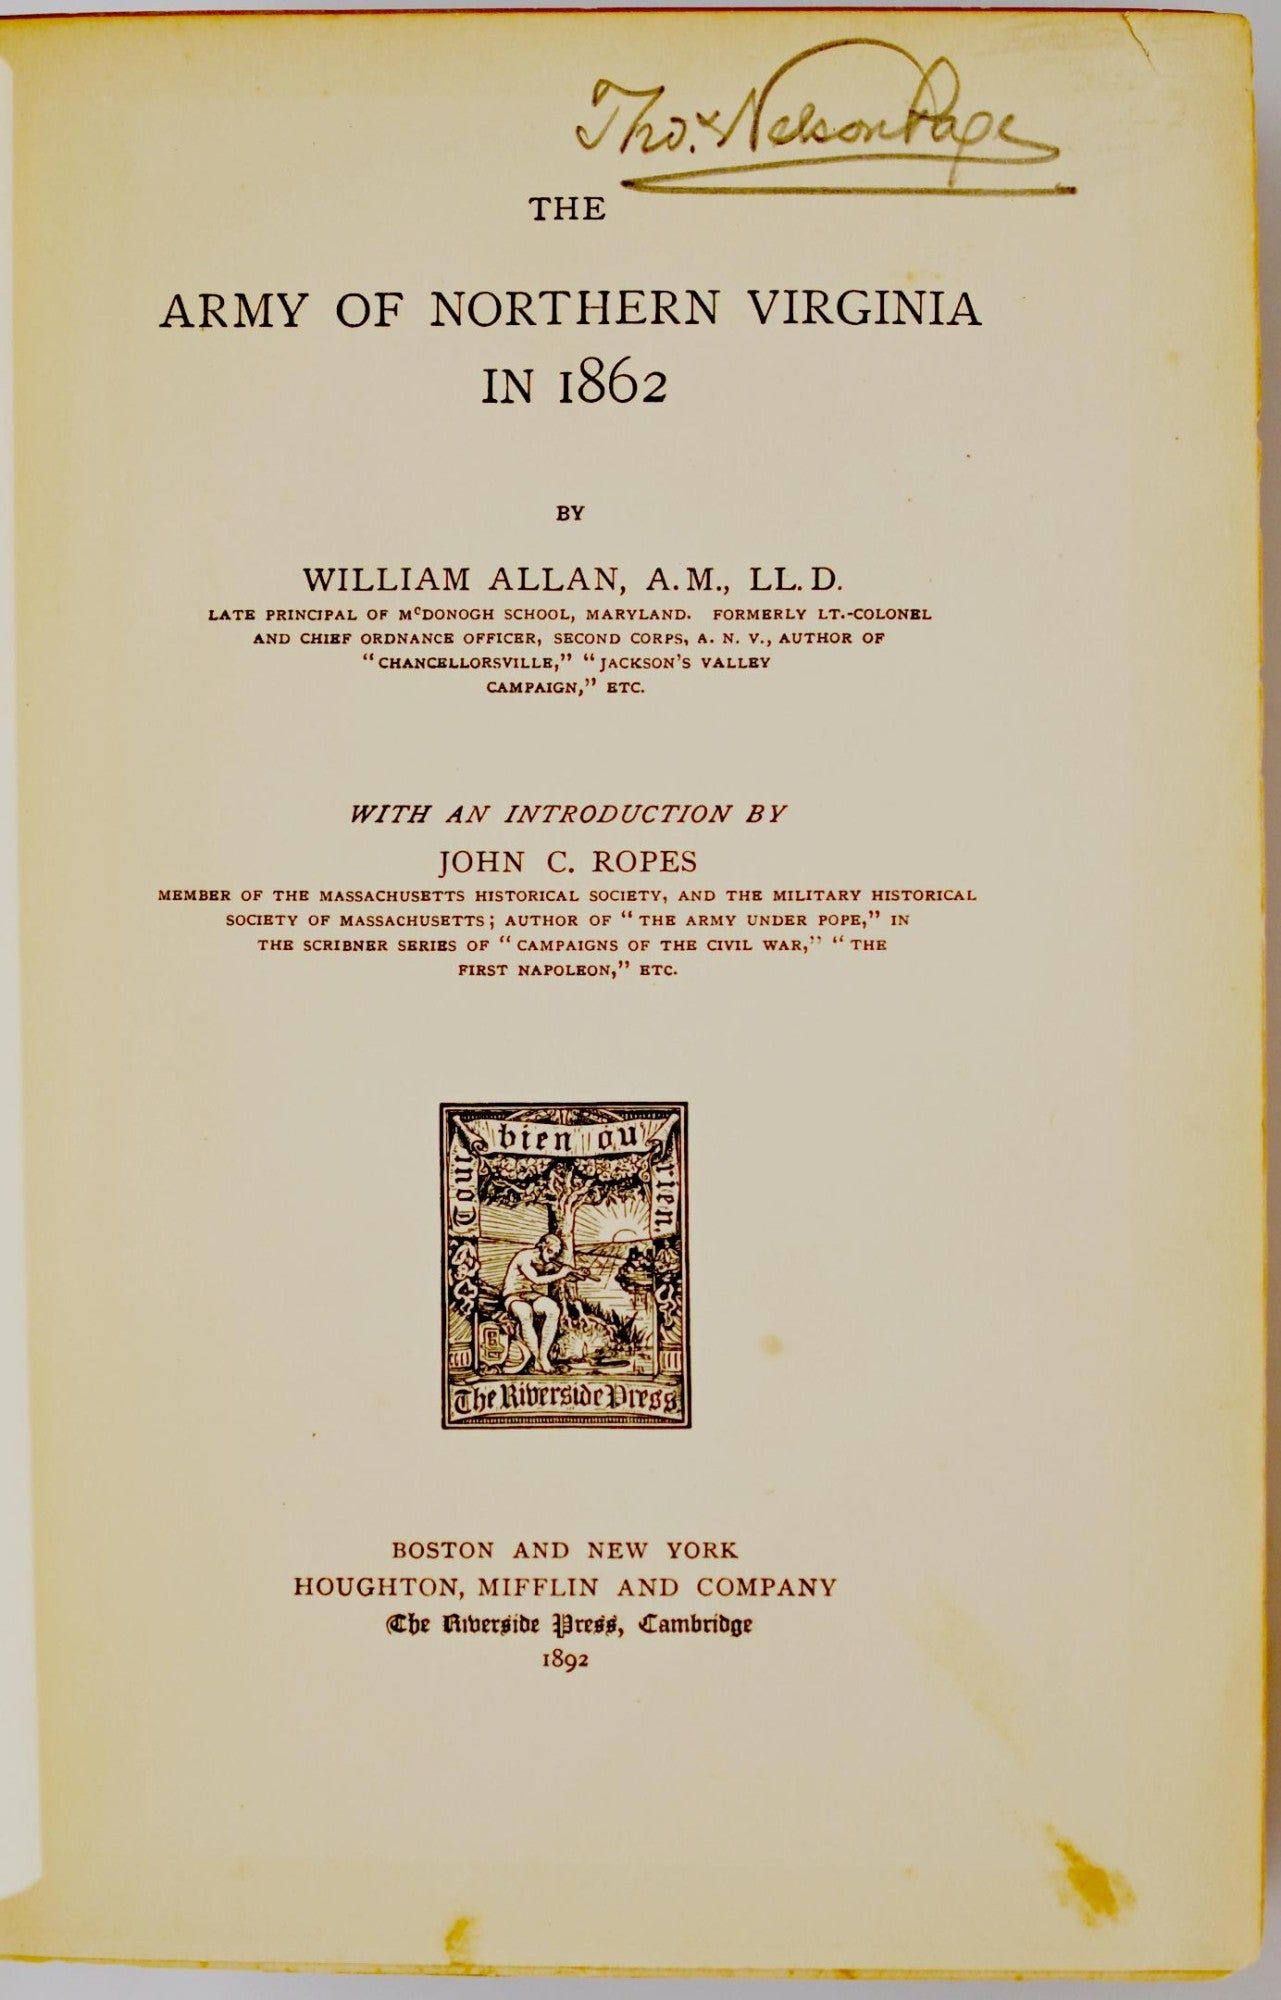 Thos. Nelson Page
THE
ARMY OF NORTHERN VIRGINIA
IN 1862
BY
WILLIAM ALLAN, A.M., LL.D.
LATE PRINCIPAL OF McDONOGH SCHOOL, MARYLAND. FORMERLY LT.-COLONEL
AND CHIEF ORDNANCE OFFICER, SECOND CORPS, A. N. V., AUTHOR OF
“CHANCELLORSVILLE,” “JACKSON’S VALLEY
CAMPAIGN,” ETC.
WITH AN INTRODUCTION BY
JOHN C. ROPES
MEMBER OF THE MASSACHUSETTS HISTORICAL SOCIETY, AND THE MILITARY HISTORICAL
SOCIETY OF MASSACHUSETTS; AUTHOR OF “THE ARMY UNDER POPE,” IN
THE SCRIBNER SERIES OF “CAMPAIGNS OF THE CIVIL WAR,” “THE
FIRST NAPOLEON,” ETC.
Tout bien ou rien.
The Riverside Press
BOSTON AND NEW YORK
HOUGHTON, MIFFLIN AND COMPANY
The Riverside Press, Cambridge
1892